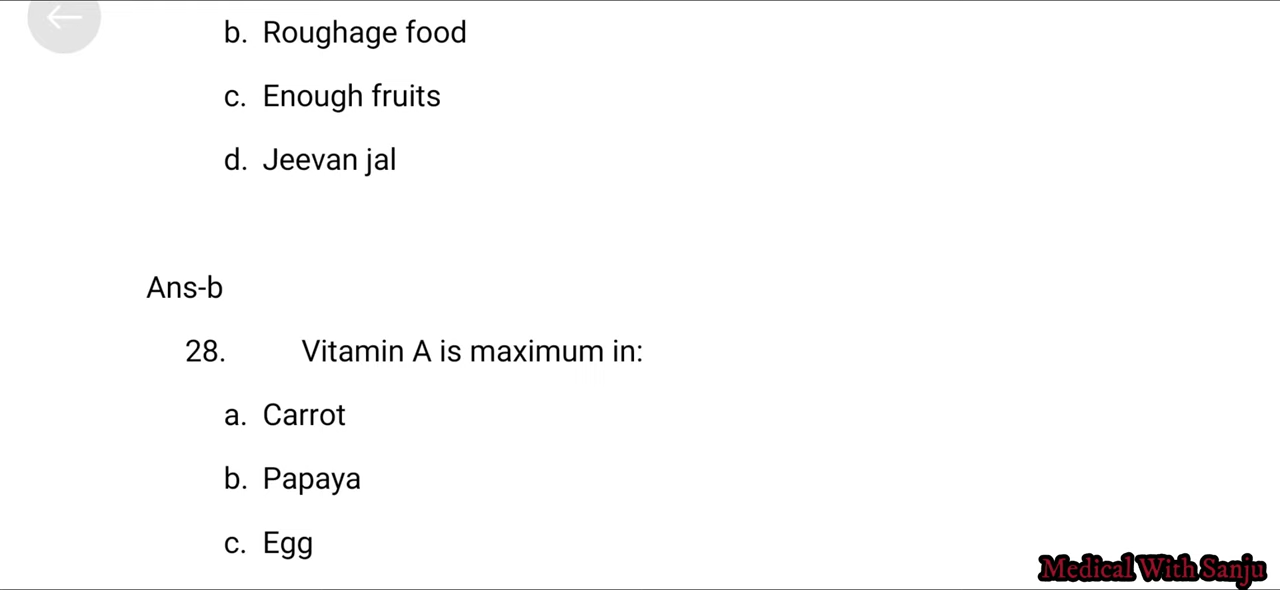 b. Roughage food
c. Enough fruits
d. Jeevan jal
Ans-b
28. Vitamin A is maximum in:
a. Carrot
b. Papaya
c. Egg
Medical With Sanju